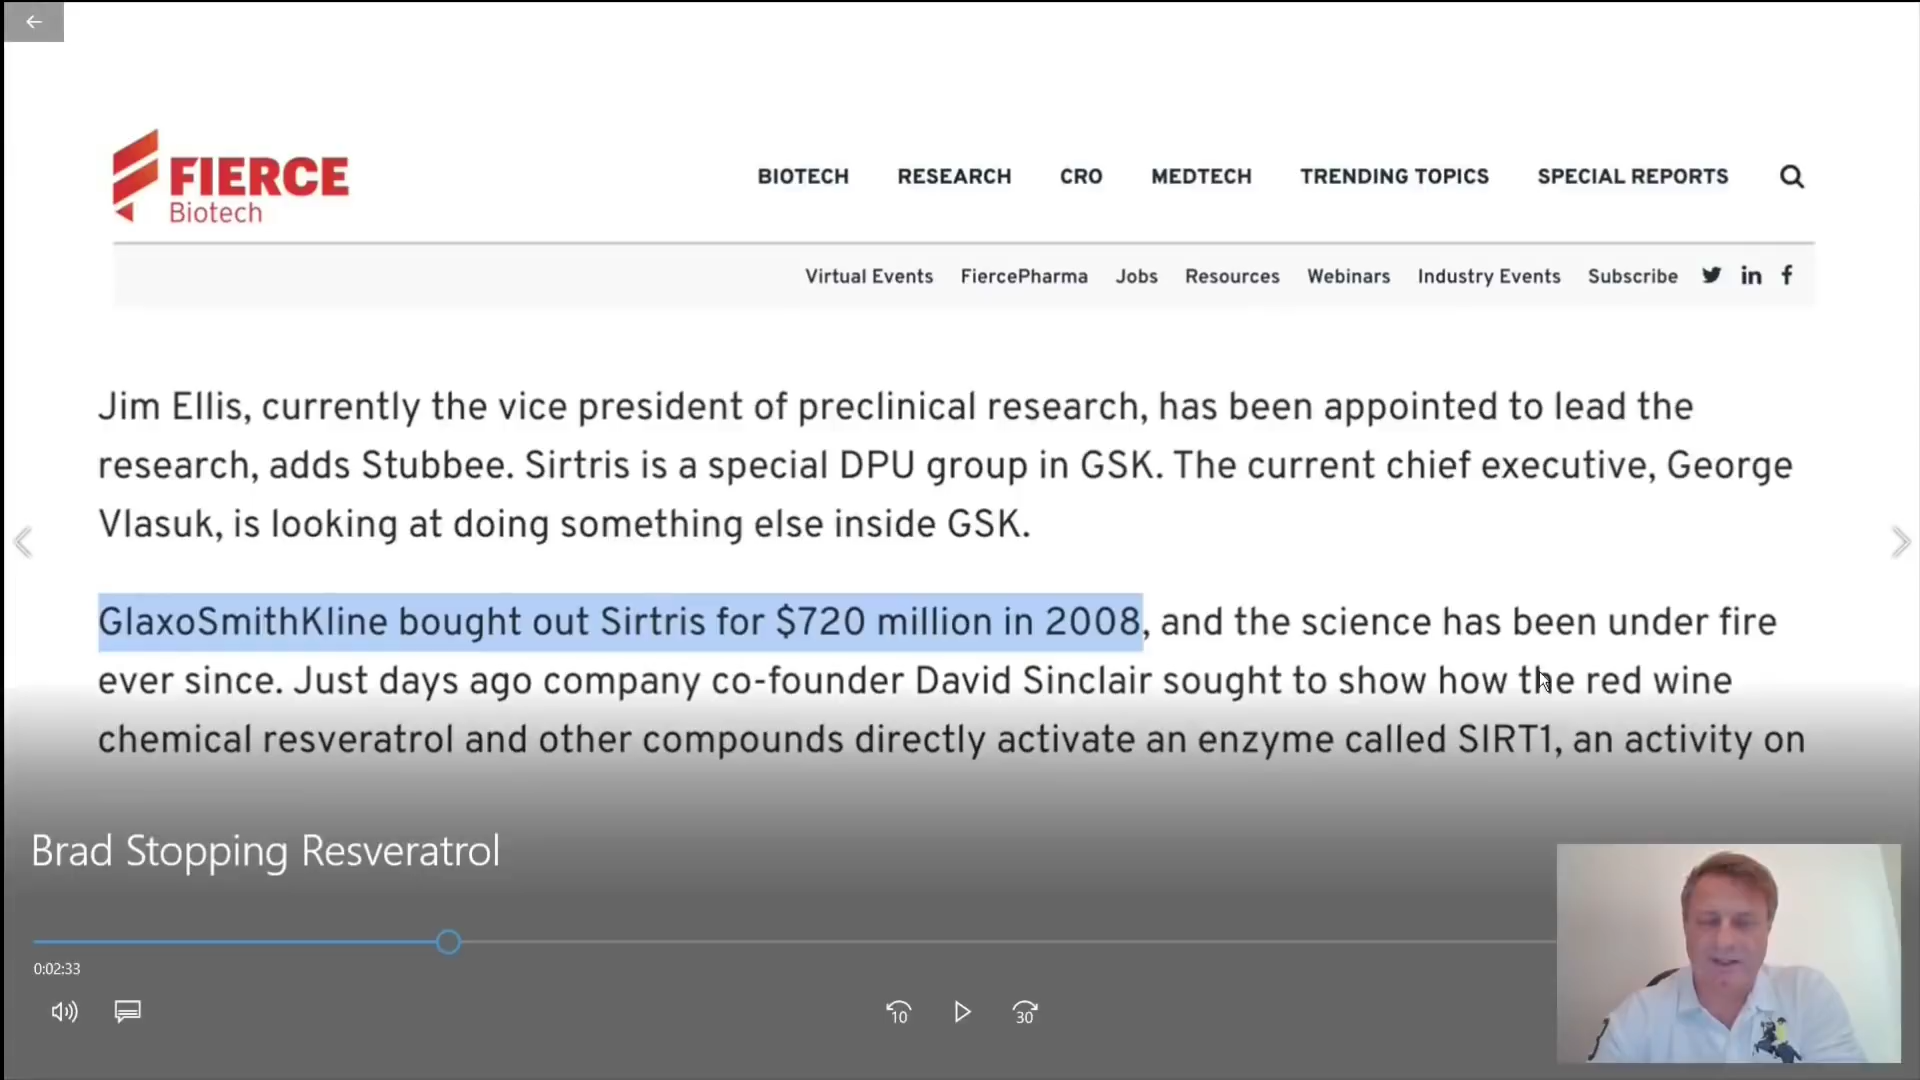 FIERCE
Biotech
BIOTECH RESEARCH CRO MEDTECH TRENDING TOPICS SPECIAL REPORTS
Virtual Events FiercePharma Jobs Resources Webinars Industry Events Subscribe
Jim Ellis, currently the vice president of preclinical research, has been appointed to lead the
research, adds Stubbee. Sirtris is a special DPU group in GSK. The current chief executive, George
Vlasuk, is looking at doing something else inside GSK.
GlaxoSmithKline bought out Sirtris for $720 million in 2008, and the science has been under fire
ever since. Just days ago company co-founder David Sinclair sought to show how the red wine
chemical resveratrol and other compounds directly activate an enzyme called SIRT1, an activity on
Brad Stopping Resveratrol
0:02:33
10
30